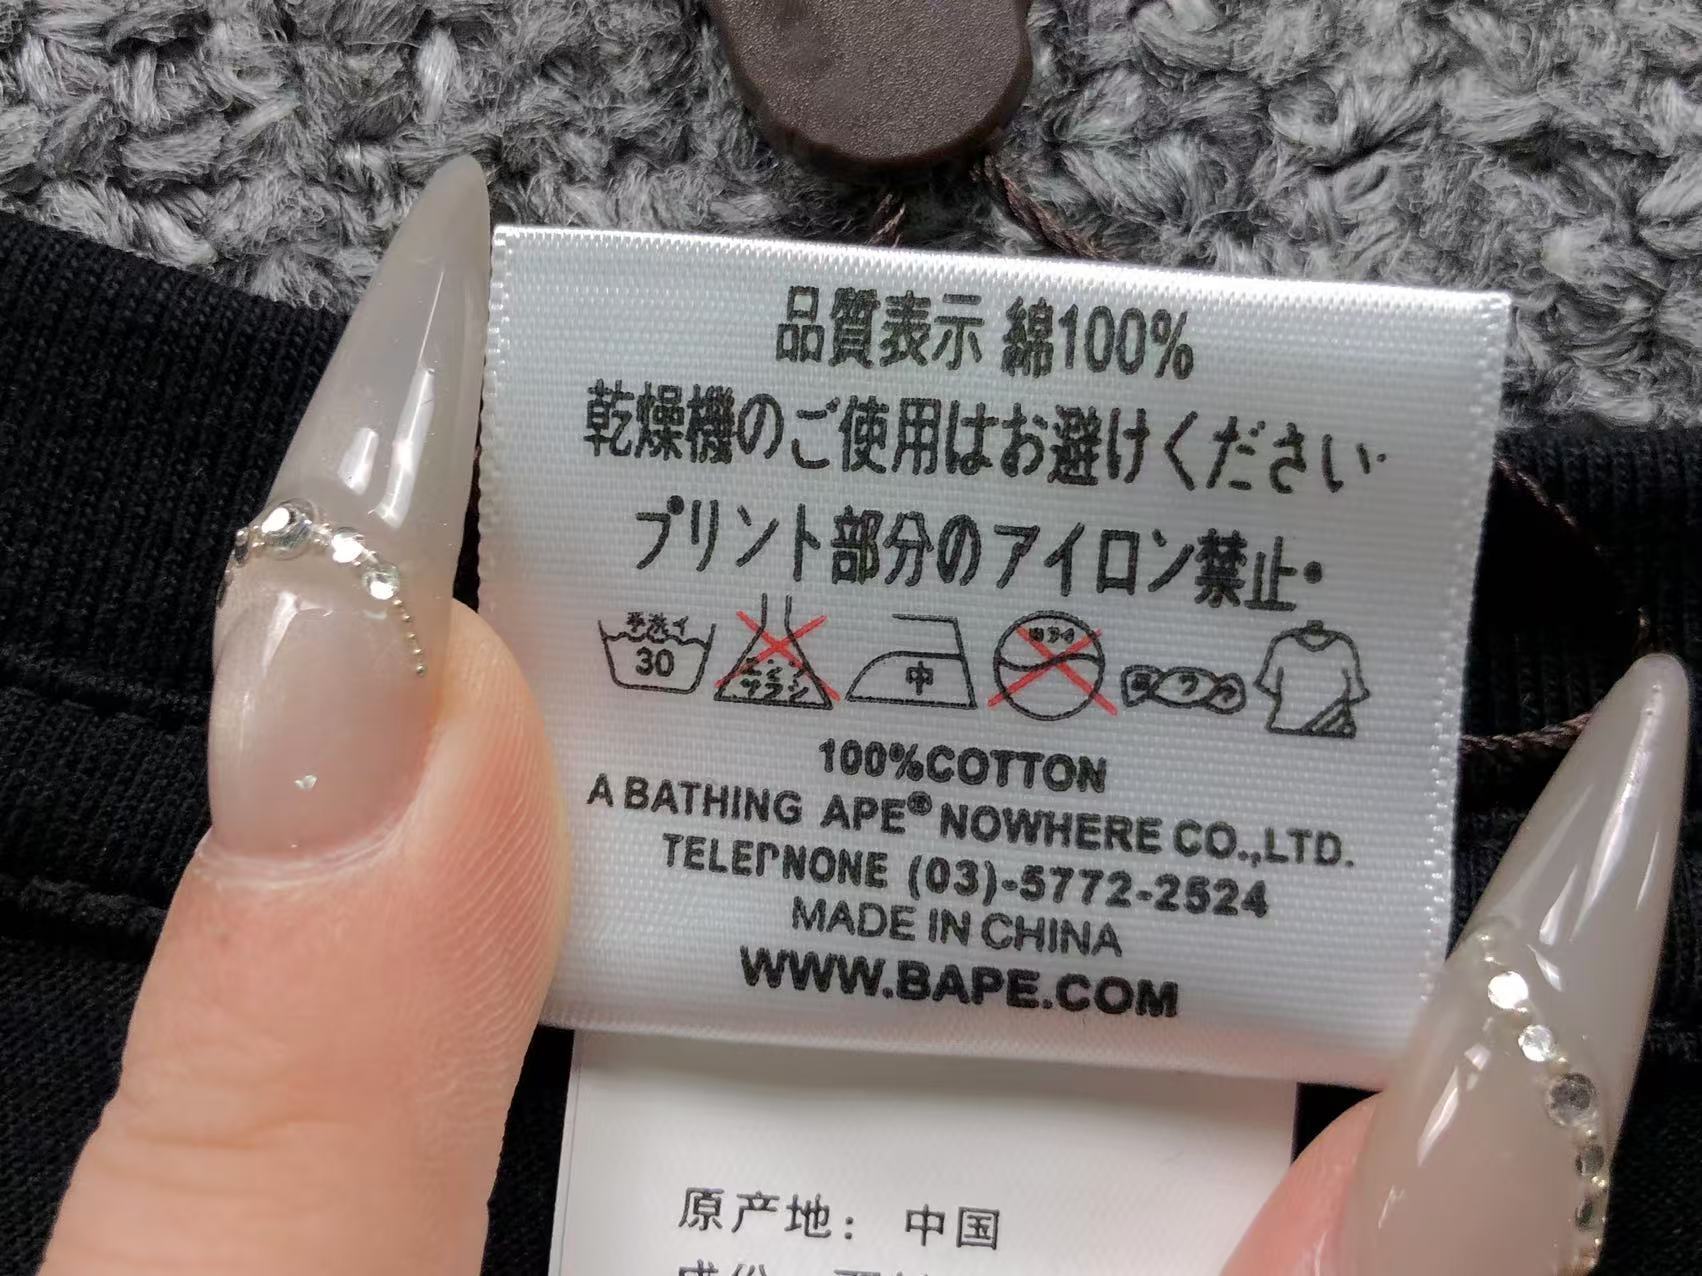 品質表示 綿100%
乾燥機のご使用はお避けください・
プリント部分のアイロン禁止・
手洗イ
30
中
100%COTTON
A BATHING APE® NOWHERE CO.,LTD.
TELEPNONE (03)-5772-2524
MADE IN CHINA
WWW.BAPE.COM
原产地：中国